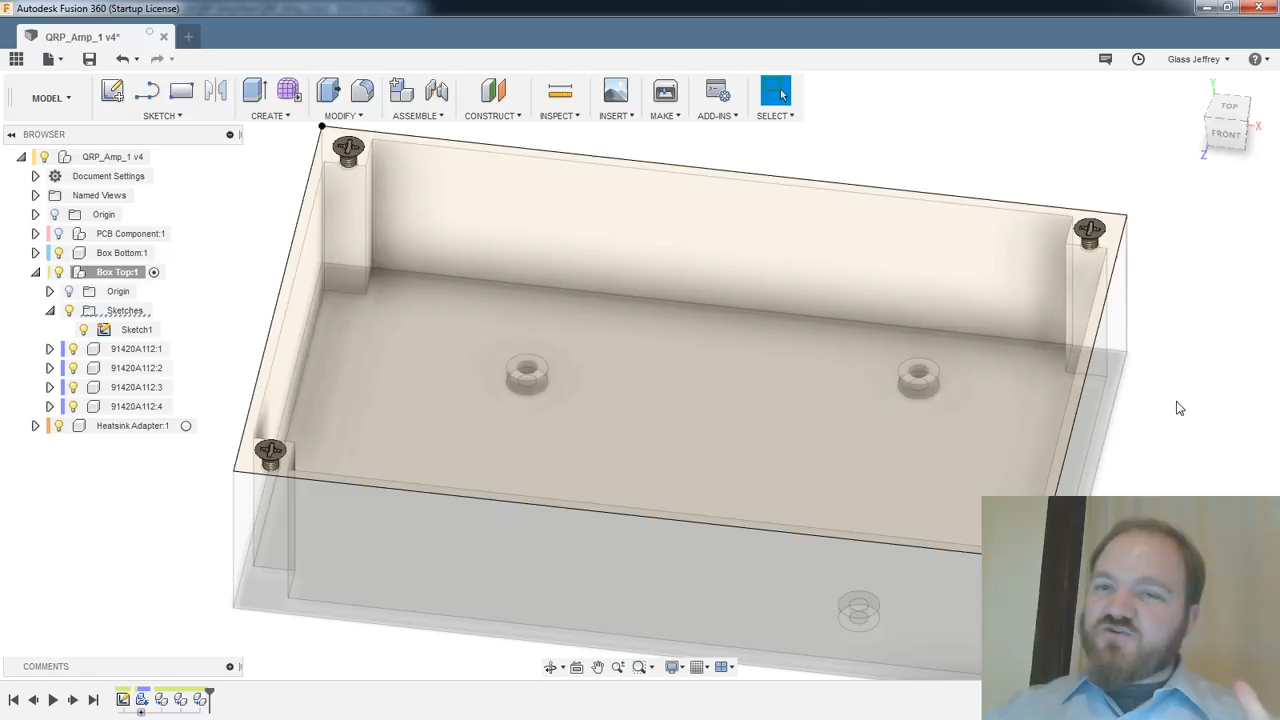 Autodesk Fusion 360 (Startup License)
QRP_Amp_1 v4*
Glass Jeffrey
MODEL
SKETCH
CREATE
MODIFY
ASSEMBLE
CONSTRUCT
INSPECT
INSERT
MAKE
ADD-INS
SELECT
BROWSER
QRP_Amp_1 v4
Document Settings
Named Views
Origin
PCB Component:1
Box Bottom:1
Box Top:1
Origin
Sketches
Sketch1
91420A112:1
91420A112:2
91420A112:3
91420A112:4
Heatsink Adapter:1
Y
TOP
X
FRONT
Z
COMMENTS